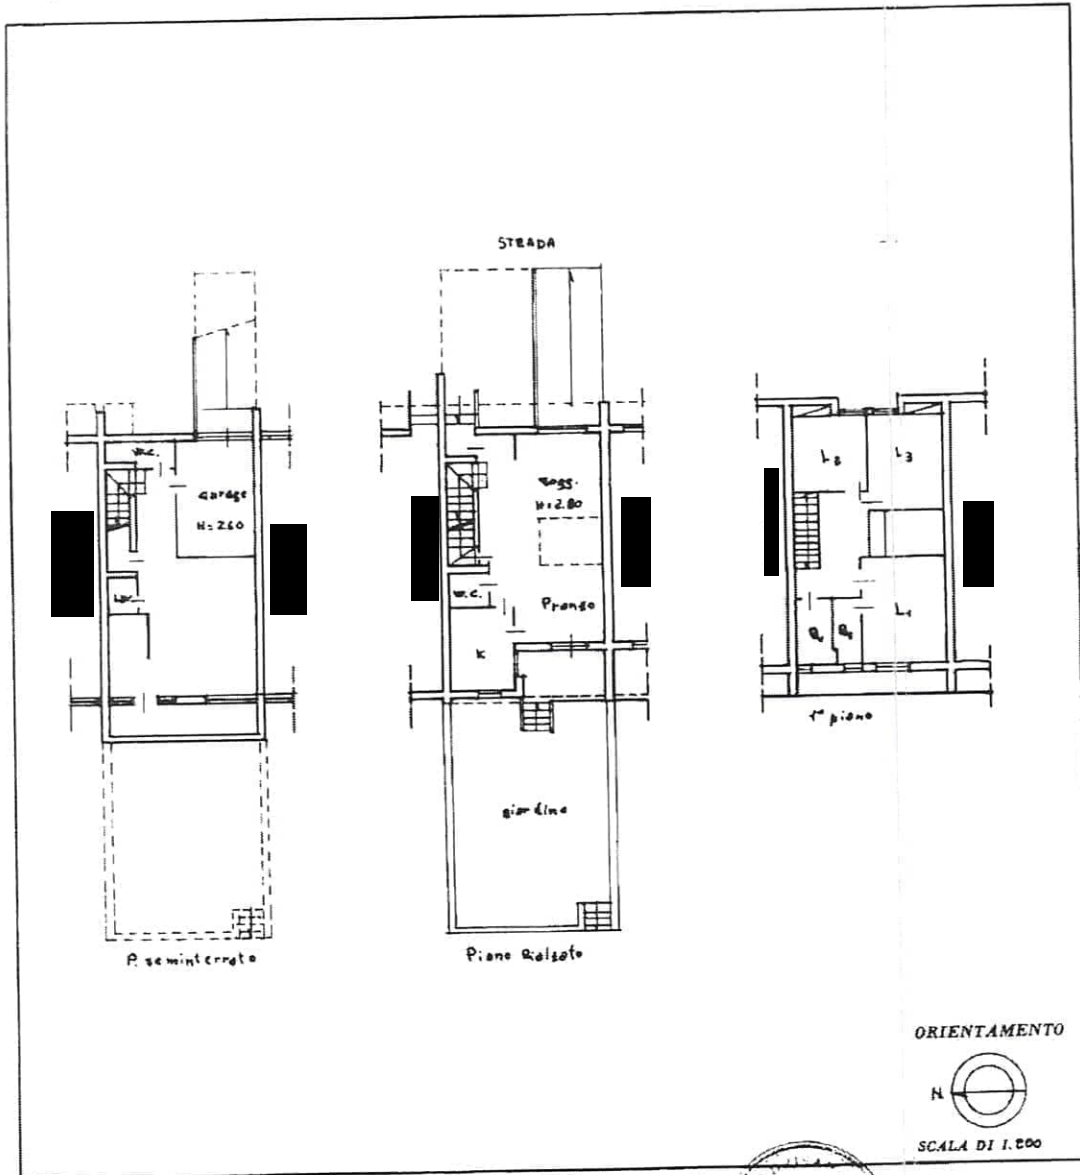 STRADA
W.C.
Garage
H=2.60
Lav.
P. seminterrato
Sogg.
H=2.80
W.C.
Pranzo
K
Giardino
Piano Rialzato
L2
L3
L1
B1
B2
1° piano
ORIENTAMENTO
N
SCALA DI 1.200